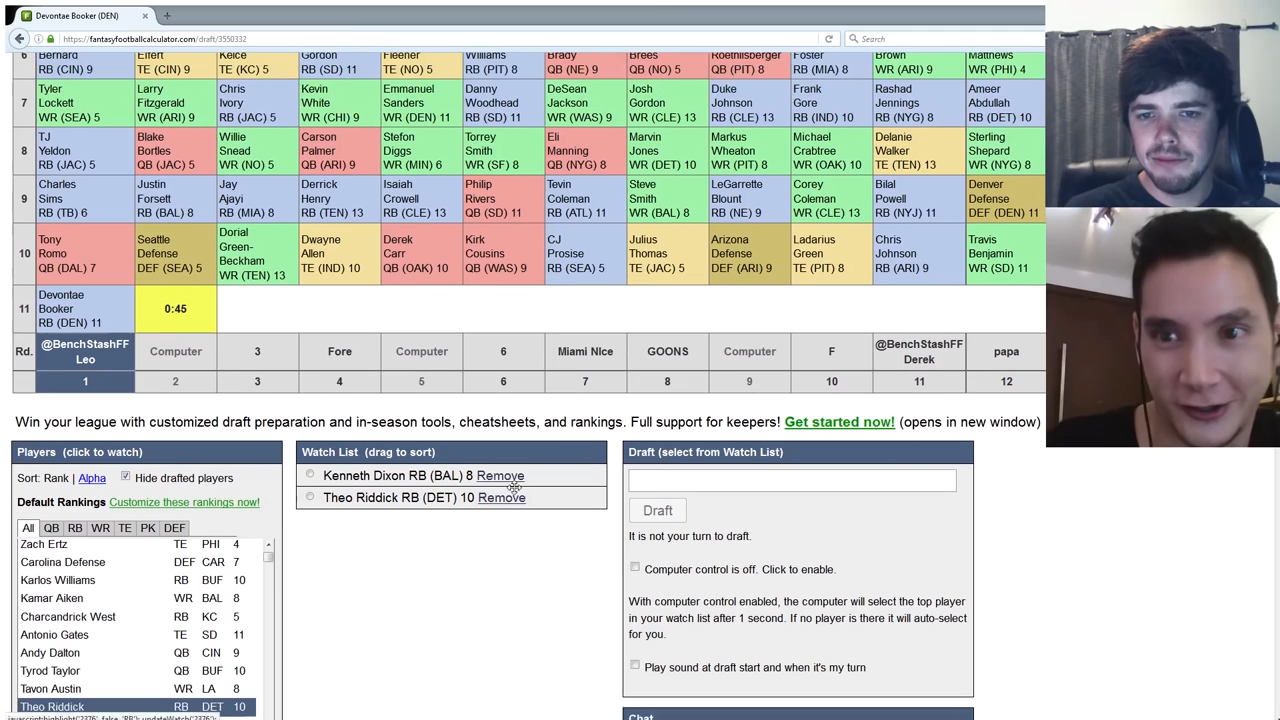 Devontae Booker (DEN)
https://fantasyfootballcalculator.com/draft/3550332
Search
Bernard Eifert Kelce Gordon Fleener Williams Brady Brees Roethlisberger Foster Brown Matthews
RB (CIN) 9 TE (CIN) 9 TE (KC) 5 RB (SD) 11 TE (NO) 5 RB (PIT) 8 QB (NE) 9 QB (NO) 5 QB (PIT) 8 RB (MIA) 8 WR (ARI) 9 WR (PHI) 4
Tyler Larry Chris Kevin Emmanuel Danny DeSean Josh Duke Frank Rashad Ameer
7 Lockett Fitzgerald Ivory White Sanders Woodhead Jackson Gordon Johnson Gore Jennings Abdullah
WR (SEA) 5 WR (ARI) 9 RB (JAC) 5 WR (CHI) 9 WR (DEN) 11 RB (SD) 11 WR (WAS) 9 WR (CLE) 13 RB (CLE) 13 RB (IND) 10 RB (NYG) 8 RB (DET) 10
TJ Blake Willie Carson Stefon Torrey Eli Marvin Markus Michael Delanie Sterling
8 Yeldon Bortles Snead Palmer Diggs Smith Manning Jones Wheaton Crabtree Walker Shepard
RB (JAC) 5 QB (JAC) 5 WR (NO) 5 QB (ARI) 9 WR (MIN) 6 WR (SF) 8 QB (NYG) 8 WR (DET) 10 WR (PIT) 8 WR (OAK) 10 TE (TEN) 13 WR (NYG) 8
Charles Justin Jay Derrick Isaiah Philip Tevin Steve LeGarrette Corey Bilal Denver
9 Sims Forsett Ajayi Henry Crowell Rivers Coleman Smith Blount Coleman Powell Defense
RB (TB) 6 RB (BAL) 8 RB (MIA) 8 RB (TEN) 13 RB (CLE) 13 QB (SD) 11 RB (ATL) 11 WR (BAL) 8 RB (NE) 9 WR (CLE) 13 RB (NYJ) 11 DEF (DEN) 11
Tony Seattle Dorial Dwayne Derek Kirk CJ Julius Arizona Ladarius Chris Travis
10 Romo Defense Green-Beckham Allen Carr Cousins Prosise Thomas Defense Green Johnson Benjamin
QB (DAL) 7 DEF (SEA) 5 WR (TEN) 13 TE (IND) 10 QB (OAK) 10 QB (WAS) 9 RB (SEA) 5 TE (JAC) 5 DEF (ARI) 9 TE (PIT) 8 RB (ARI) 9 WR (SD) 11
Devontae
11 Booker 0:45
RB (DEN) 11
Rd. @BenchStashFF Leo Computer 3 Fore Computer 6 Miami NIce GOONS Computer F @BenchStashFF Derek papa
1 2 3 4 5 6 7 8 9 10 11 12
Win your league with customized draft preparation and in-season tools, cheatsheets, and rankings. Full support for keepers! Get started now! (opens in new window)
Players (click to watch)
Sort: Rank | Alpha Hide drafted players
Default Rankings Customize these rankings now!
All QB RB WR TE PK DEF
Zach Ertz TE PHI 4
Carolina Defense DEF CAR 7
Karlos Williams RB BUF 10
Kamar Aiken WR BAL 8
Charcandrick West RB KC 5
Antonio Gates TE SD 11
Andy Dalton QB CIN 9
Tyrod Taylor QB BUF 10
Tavon Austin WR LA 8
Theo Riddick RB DET 10
javascript:highlight('2376', false, 'RB'); updateWatch('2376');
Watch List (drag to sort)
Kenneth Dixon RB (BAL) 8 Remove
Theo Riddick RB (DET) 10 Remove
Draft (select from Watch List)
Draft
It is not your turn to draft.
Computer control is off. Click to enable.
With computer control enabled, the computer will select the top player
in your watch list after 1 second. If no player is there it will auto-select
for you.
Play sound at draft start and when it's my turn
Chat